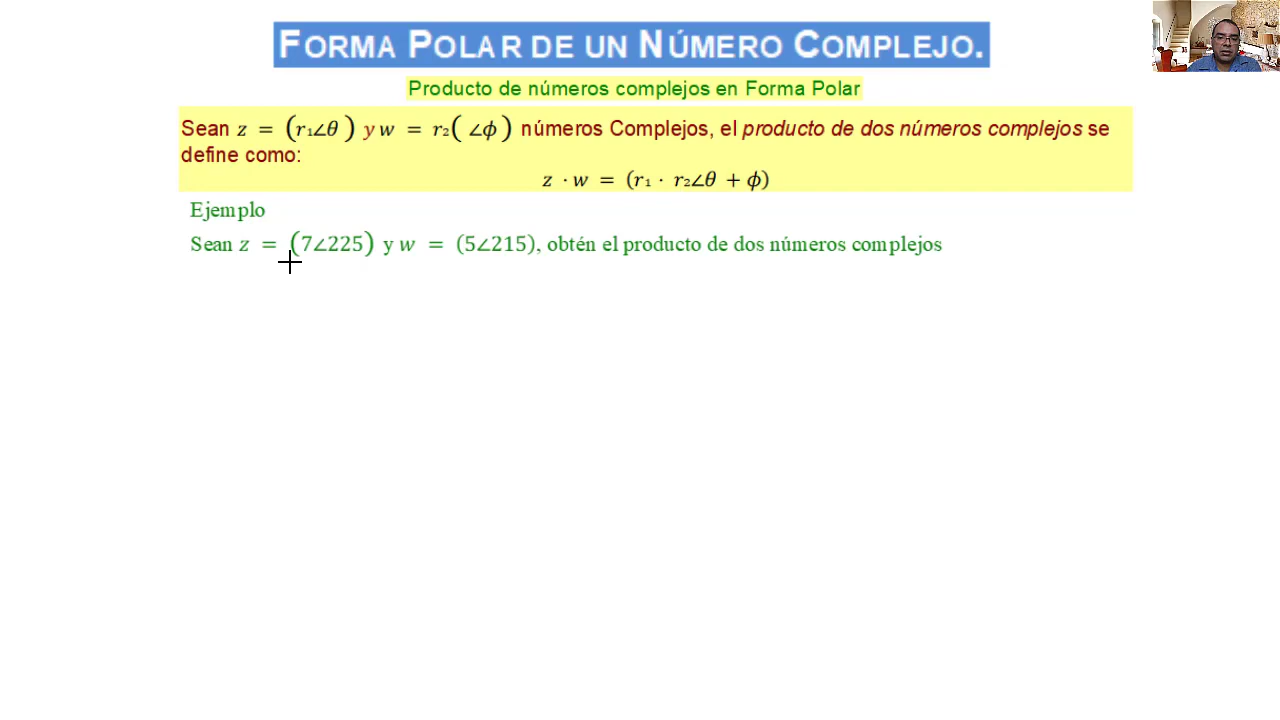 FORMA POLAR DE UN NÚMERO COMPLEJO.
Producto de números complejos en Forma Polar
Sean z = (r₁∠θ) y w = r₂(∠ϕ) números Complejos, el producto de dos números complejos se
define como:
z · w = (r₁ · r₂∠θ + ϕ)
Ejemplo
Sean z = (7∠225) y w = (5∠215), obtén el producto de dos números complejos